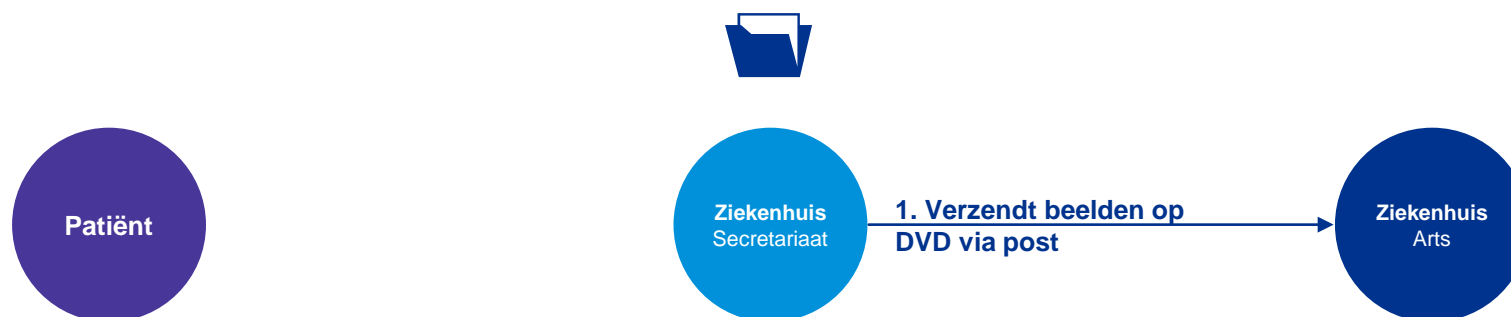 Patiënt
Ziekenhuis
Secretariaat
1. Verzendt beelden op
DVD via post
Ziekenhuis
Arts